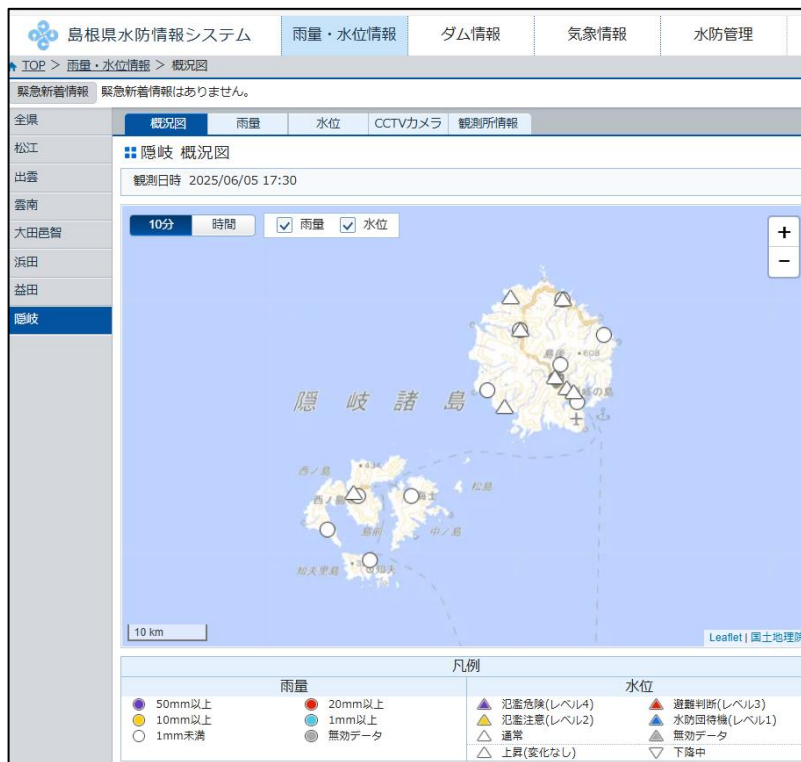 島根県水防情報システム
雨量・水位情報
ダム情報
気象情報
水防管理
TOP > 雨量・水位情報 > 概況図
緊急新着情報 緊急新着情報はありません。
全県
松江
出雲
雲南
大田邑智
浜田
益田
隠岐
概況図
雨量
水位
CCTVカメラ
観測所情報
隠岐 概況図
観測日時 2025/06/05 17:30
10分
時間
雨量
水位
+
−
島後
608
隠岐諸島
西ノ島
松島
島前
中ノ島
知夫里島
10 km
Leaflet | 国土地理院
凡例
雨量
水位
50mm以上
20mm以上
10mm以上
1mm以上
1mm未満
無効データ
氾濫危険(レベル4)
避難判断(レベル3)
氾濫注意(レベル2)
水防団待機(レベル1)
通常
無効データ
上昇(変化なし)
下降中